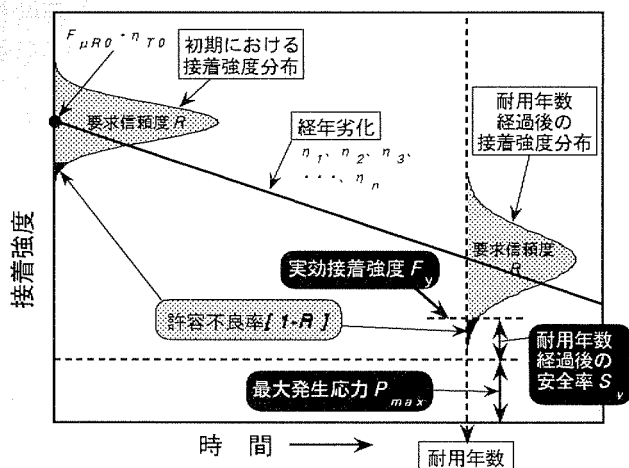 F μR0 ・η T0
初期における
接着強度分布
要求信頼度 R
経年劣化
η1、η2、η3、
・・・、ηn
耐用年数
経過後の
接着強度分布
要求信頼度
R
実効接着強度 Fy
許容不良率[1-R]
耐用年数
経過後の
安全率 Sy
最大発生応力 Pmax
接着強度
時間
耐用年数